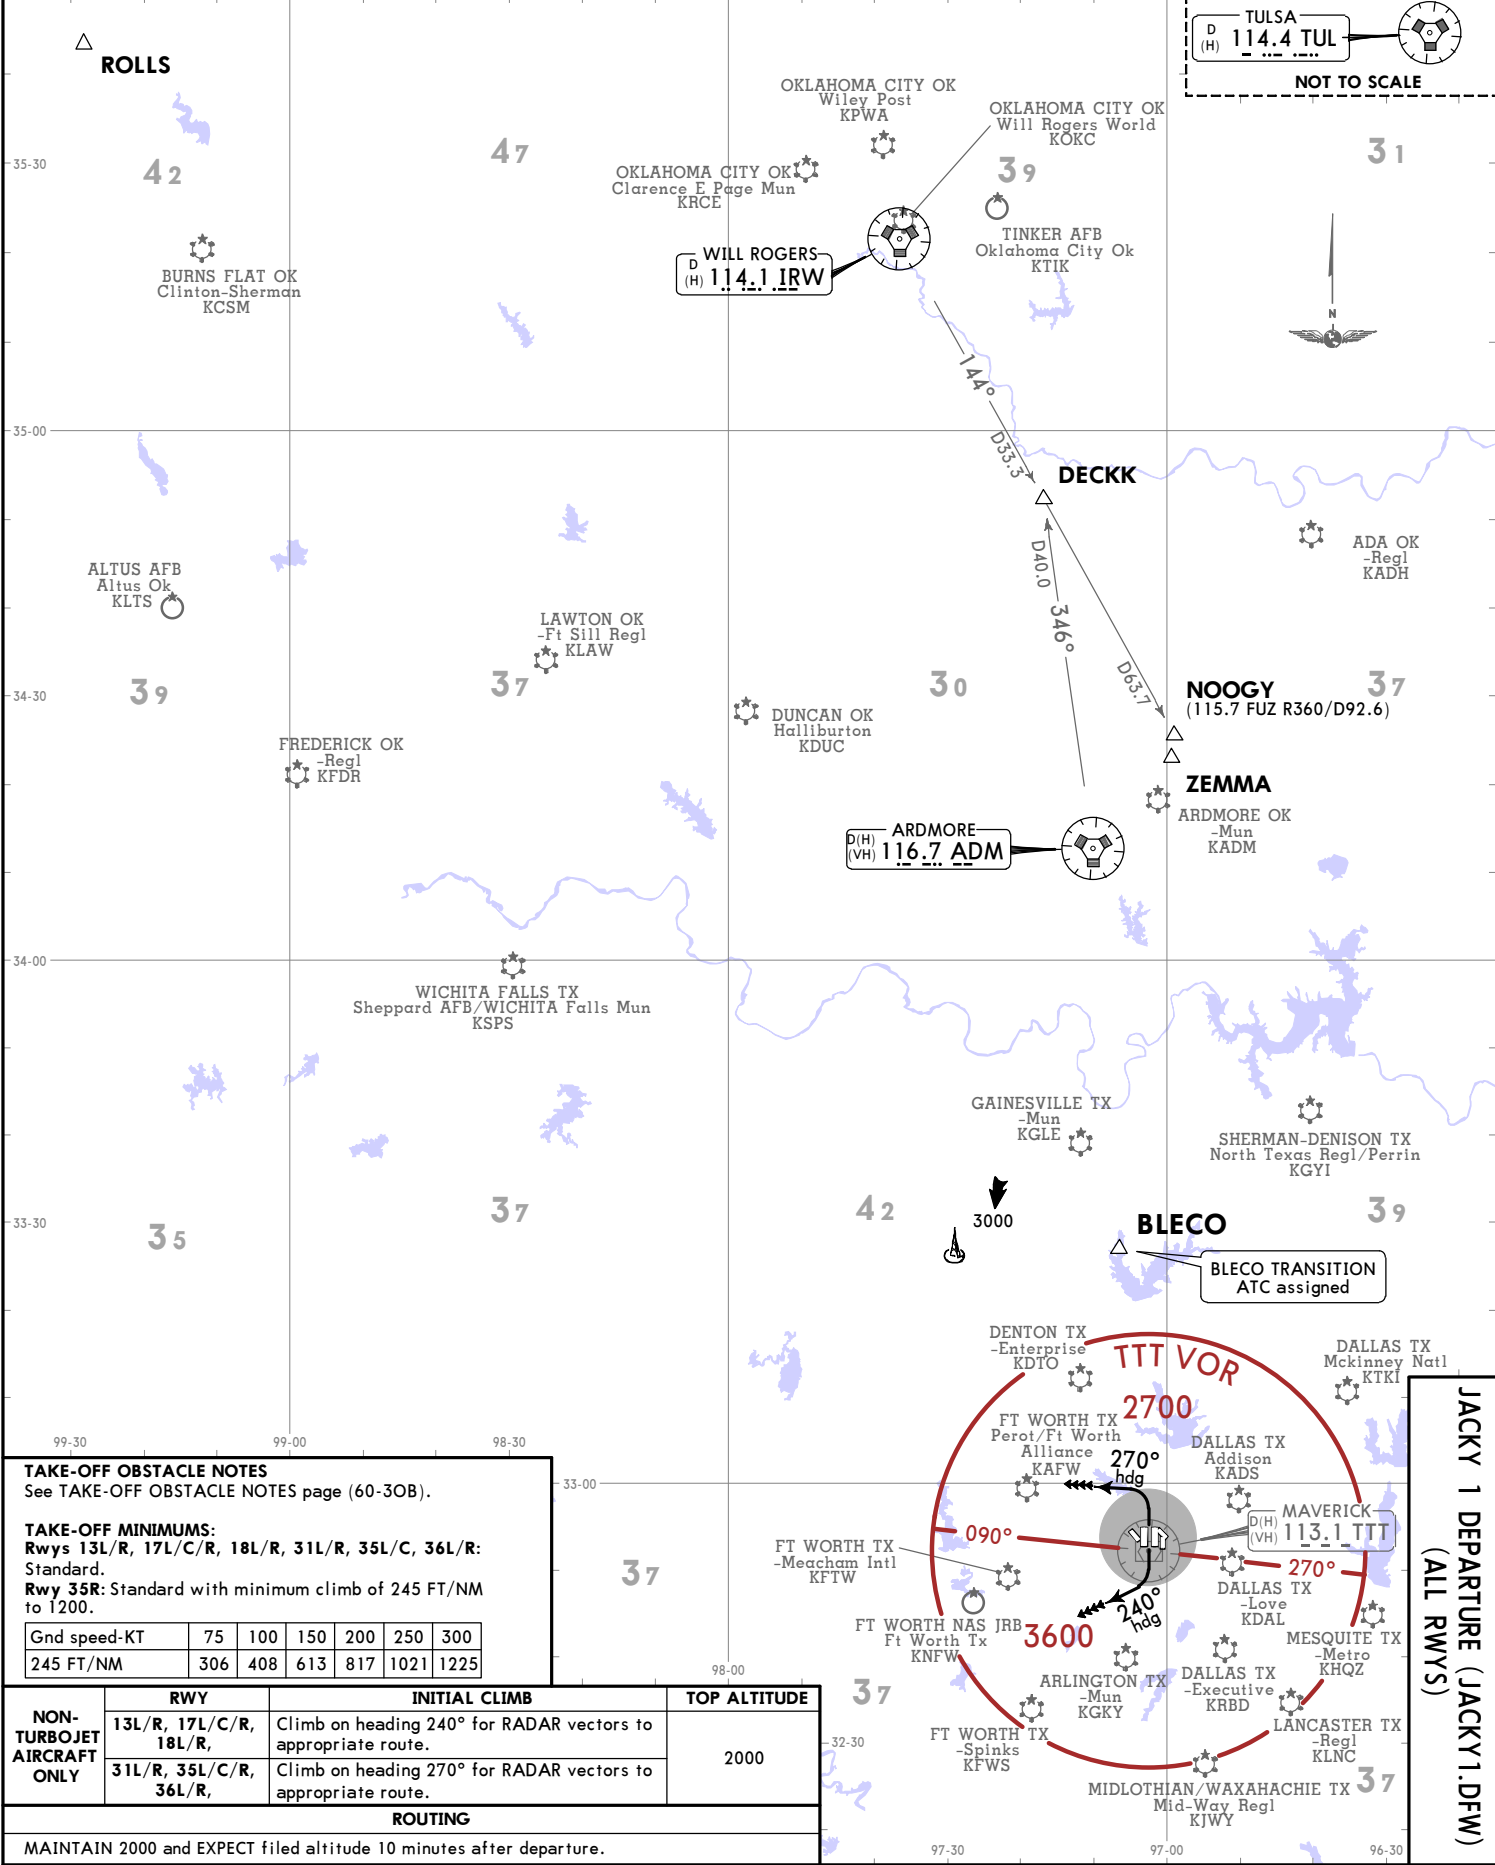 TULSA
D
(H) 114.4 TUL
NOT TO SCALE
ROLLS
OKLAHOMA CITY OK
Wiley Post
KPWA
OKLAHOMA CITY OK
Will Rogers World
KOKC
42
47
39
31
35-30
OKLAHOMA CITY OK
Clarence E Page Mun
KRCE
TINKER AFB
Oklahoma City Ok
KTIK
WILL ROGERS
D
(H) 114.1 IRW
BURNS FLAT OK
Clinton-Sherman
KCSM
N
144°
D33.3
35-00
DECKK
D40.0
346°
D63.7
ADA OK
-Regl
KADH
ALTUS AFB
Altus Ok
KLTS
LAWTON OK
-Ft Sill Regl
KLAW
34-30
39
37
30
37
NOOGY
(115.7 FUZ R360/D92.6)
DUNCAN OK
Halliburton
KDUC
FREDERICK OK
-Regl
KFDR
ZEMMA
ARDMORE OK
-Mun
KADM
ARDMORE
D(H)
(VH) 116.7 ADM
34-00
WICHITA FALLS TX
Sheppard AFB/WICHITA Falls Mun
KSPS
GAINESVILLE TX
-Mun
KGLE
SHERMAN-DENISON TX
North Texas Regl/Perrin
KGYI
33-30
35
37
42
39
3000
BLECO
BLECO TRANSITION
ATC assigned
DENTON TX
-Enterprise
KDTO
TTT VOR
2700
DALLAS TX
Mckinney Natl
KTKI
FT WORTH TX
Perot/Ft Worth
Alliance
KAFW
270°
hdg
DALLAS TX
Addison
KADS
MAVERICK
D(H)
(VH) 113.1 TTT
99-30
99-00
98-30
33-00
090°
270°
FT WORTH TX
-Meacham Intl
KFTW
37
DALLAS TX
-Love
KDAL
240°
hdg
3600
FT WORTH NAS JRB
Ft Worth Tx
KNFW
MESQUITE TX
-Metro
KHQZ
98-00
37
ARLINGTON TX
-Mun
KGKY
DALLAS TX
-Executive
KRBD
FT WORTH TX
-Spinks
KFWS
LANCASTER TX
-Regl
KLNC
32-30
MIDLOTHIAN/WAXAHACHIE TX
Mid-Way Regl
KJWY
37
97-30
97-00
96-30
JACKY 1 DEPARTURE (JACKY1.DFW)
(ALL RWYS)
TAKE-OFF OBSTACLE NOTES
See TAKE-OFF OBSTACLE NOTES page (60-3OB).
TAKE-OFF MINIMUMS:
Rwys 13L/R, 17L/C/R, 18L/R, 31L/R, 35L/C, 36L/R:
Standard.
Rwy 35R: Standard with minimum climb of 245 FT/NM
to 1200.
Gnd speed-KT 75 100 150 200 250 300
245 FT/NM 306 408 613 817 1021 1225
RWY INITIAL CLIMB TOP ALTITUDE
NON-
TURBOJET
AIRCRAFT
ONLY
13L/R, 17L/C/R,
18L/R,
Climb on heading 240° for RADAR vectors to
appropriate route.
31L/R, 35L/C/R,
36L/R,
Climb on heading 270° for RADAR vectors to
appropriate route.
2000
ROUTING
MAINTAIN 2000 and EXPECT filed altitude 10 minutes after departure.